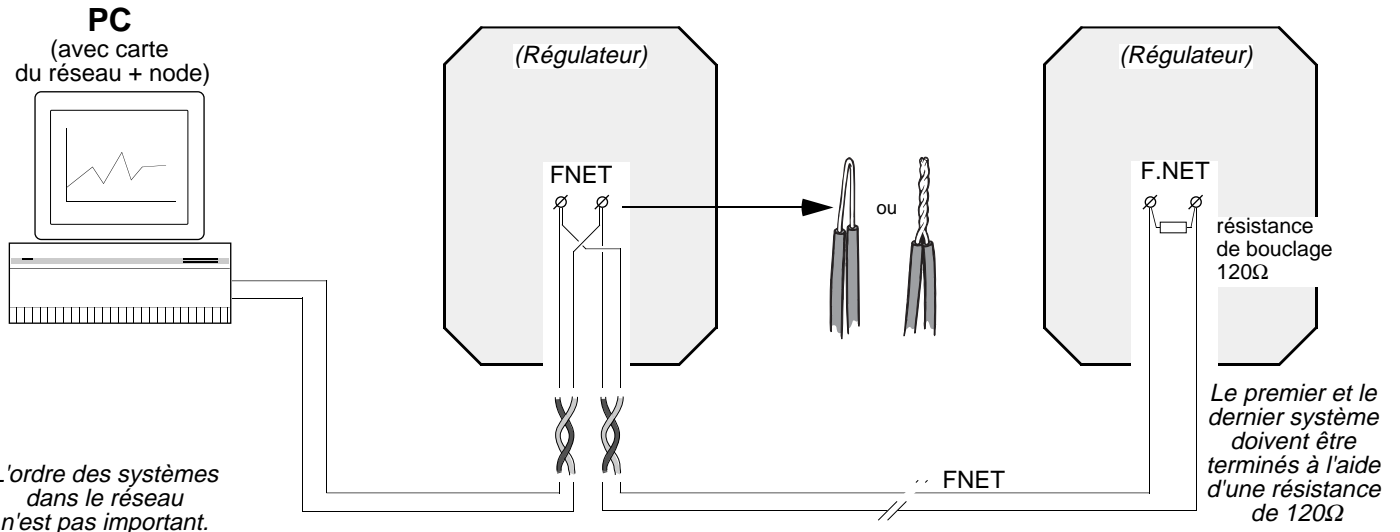 PC
(avec carte
du réseau + node)
(Régulateur)
FNET
ou
(Régulateur)
F.NET
résistance
de bouclage
120Ω
Le premier et le
dernier système
doivent être
terminés à l'aide
d'une résistance
de 120Ω
FNET
L'ordre des systèmes
dans le réseau
n'est pas important.